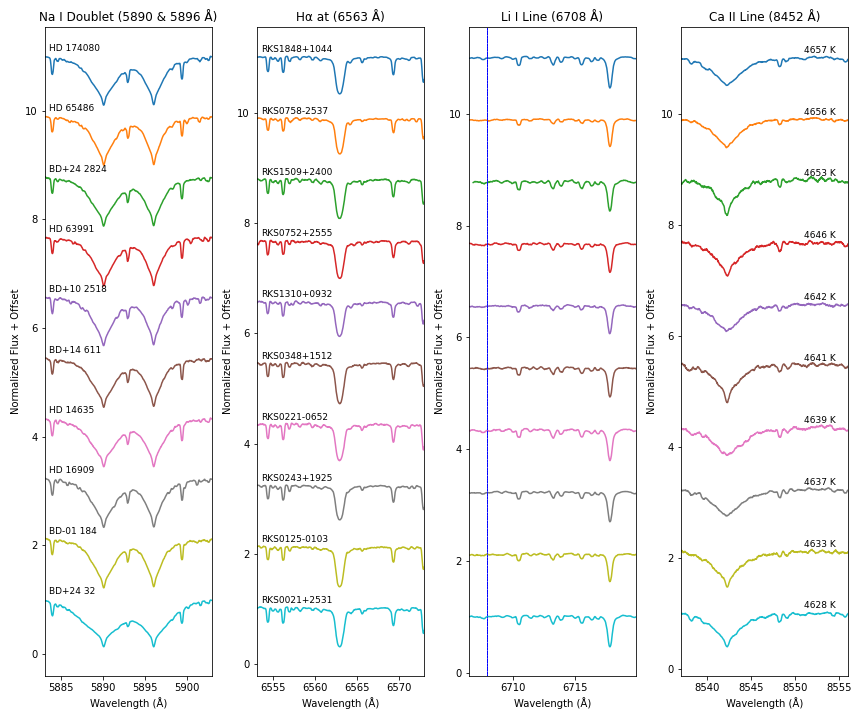 Na I Doublet (5890 & 5896 Å)
Hα at (6563 Å)
Li I Line (6708 Å)
Ca II Line (8452 Å)
HD 174080
RKS1848+1044
4657 K
HD 65486
RKS0758-2537
4656 K
BD+24 2824
RKS1509+2400
4653 K
HD 63991
RKS0752+2555
4646 K
BD+10 2518
RKS1310+0932
4642 K
BD+14 611
RKS0348+1512
4641 K
HD 14635
RKS0221-0652
4639 K
HD 16909
RKS0243+1925
4637 K
BD-01 184
RKS0125-0103
4633 K
BD+24 32
RKS0021+2531
4628 K
Normalized Flux + Offset
Normalized Flux + Offset
Normalized Flux + Offset
Normalized Flux + Offset
10
8
6
4
2
0
10
8
6
4
2
0
10
8
6
4
2
0
10
8
6
4
2
0
5885 5890 5895 5900
6555 6560 6565 6570
6710 6715
8540 8545 8550 8555
Wavelength (Å)
Wavelength (Å)
Wavelength (Å)
Wavelength (Å)